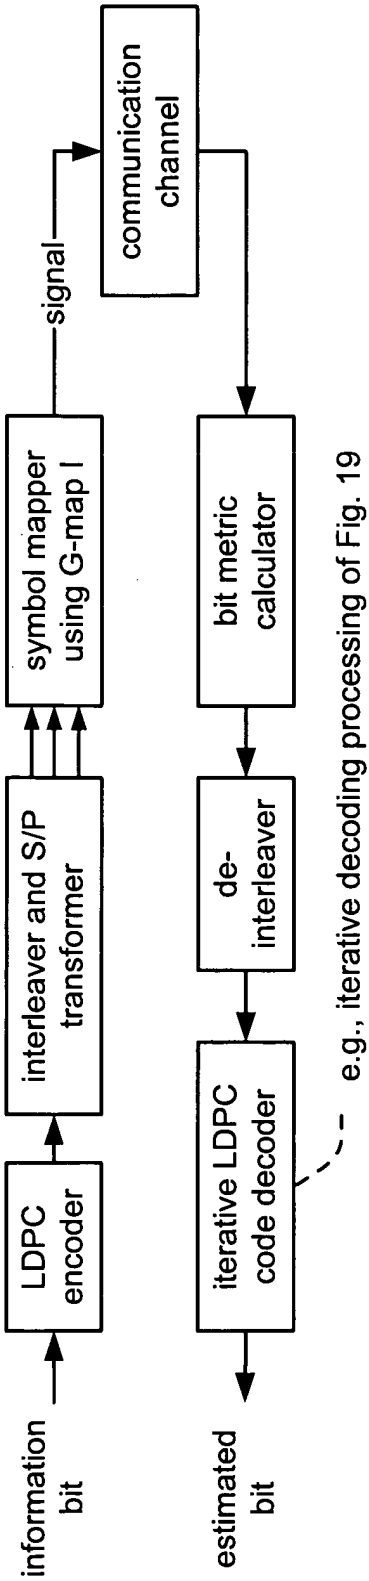 information
bit
LDPC
encoder
interleaver and S/P
transformer
symbol mapper
using G-map I
signal
communication
channel
bit metric
calculator
de-
interleaver
iterative LDPC
code decoder
estimated
bit
e.g., iterative decoding processing of Fig. 19